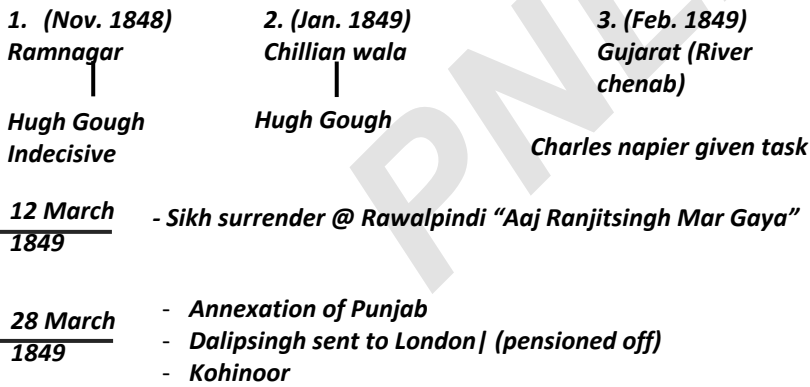 1. (Nov. 1848)
Ramnagar
Hugh Gough
Indecisive
2. (Jan. 1849)
Chillian wala
Hugh Gough
3. (Feb. 1849)
Gujarat (River
chenab)
Charles napier given task
12 March
1849
- Sikh surrender @ Rawalpindi “Aaj Ranjitsingh Mar Gaya”
28 March
1849
- Annexation of Punjab
- Dalipsingh sent to London| (pensioned off)
- Kohinoor